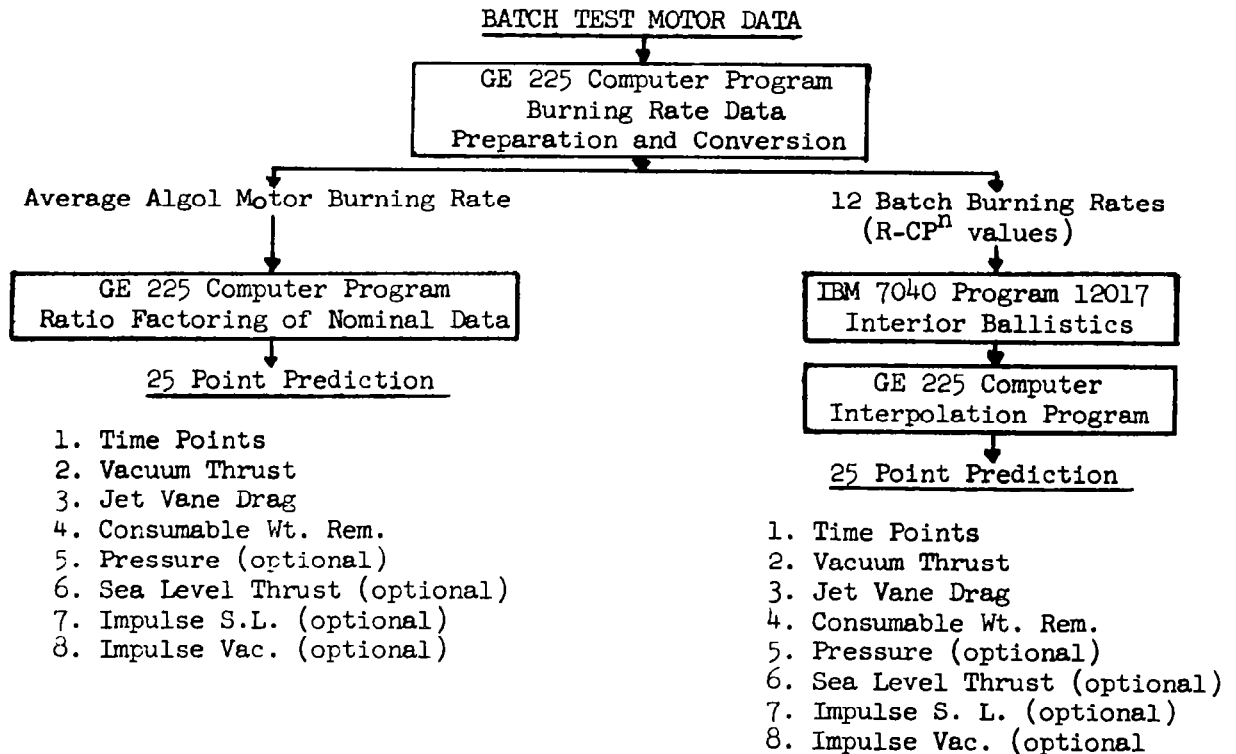 BATCH TEST MOTOR DATA
GE 225 Computer Program
Burning Rate Data
Preparation and Conversion
Average Algol Motor Burning Rate
GE 225 Computer Program
Ratio Factoring of Nominal Data
25 Point Prediction
1. Time Points
2. Vacuum Thrust
3. Jet Vane Drag
4. Consumable Wt. Rem.
5. Pressure (optional)
6. Sea Level Thrust (optional)
7. Impulse S.L. (optional)
8. Impulse Vac. (optional)
12 Batch Burning Rates
(R-CPⁿ values)
IBM 7040 Program 12017
Interior Ballistics
GE 225 Computer
Interpolation Program
25 Point Prediction
1. Time Points
2. Vacuum Thrust
3. Jet Vane Drag
4. Consumable Wt. Rem.
5. Pressure (optional)
6. Sea Level Thrust (optional)
7. Impulse S. L. (optional)
8. Impulse Vac. (optional